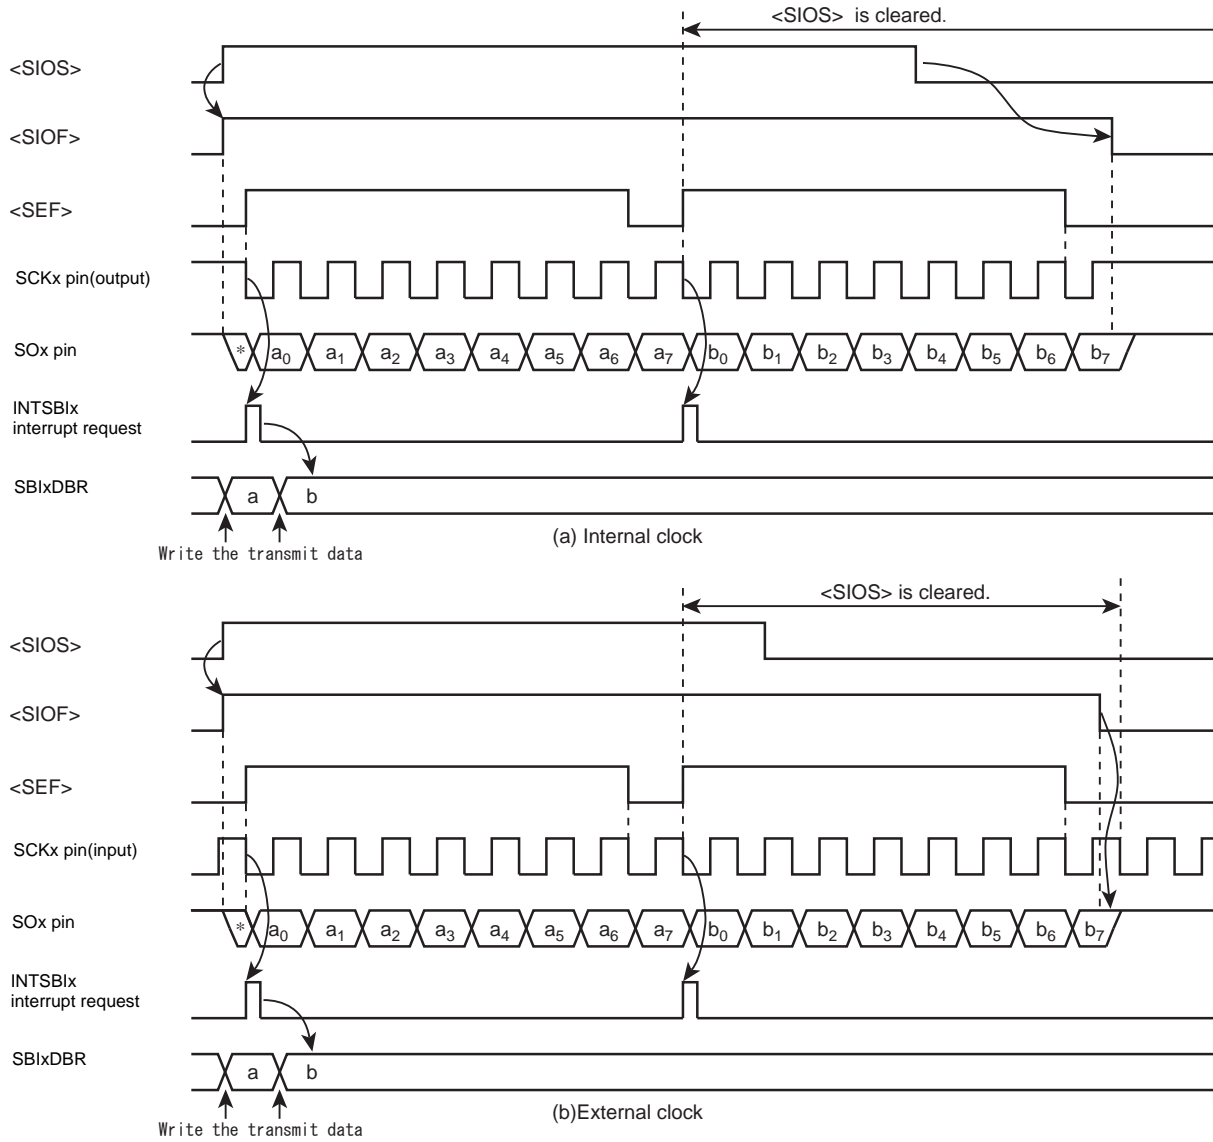 <SIOS> is cleared.
<SIOS>
<SIOF>
<SEF>
SCKx pin(output)
SOx pin
* a0 a1 a2 a3 a4 a5 a6 a7 b0 b1 b2 b3 b4 b5 b6 b7
INTSBIx
interrupt request
SBIxDBR
a b
(a) Internal clock
Write the transmit data
<SIOS> is cleared.
<SIOS>
<SIOF>
<SEF>
SCKx pin(input)
SOx pin
* a0 a1 a2 a3 a4 a5 a6 a7 b0 b1 b2 b3 b4 b5 b6 b7
INTSBIx
interrupt request
SBIxDBR
a b
(b)External clock
Write the transmit data